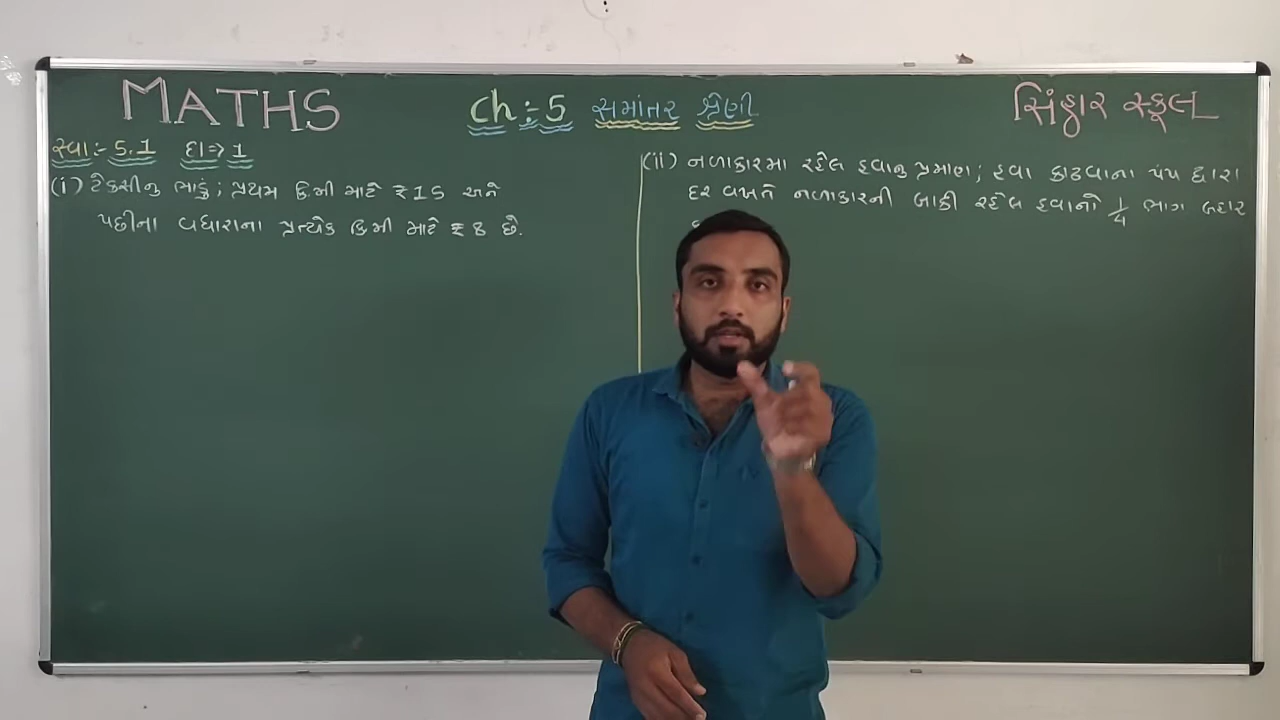 MATHS
Ch:-5 સમાંતર શ્રેણી
સિંહાર સ્કૂલ
સ્વા:- 5.1 દા⇒ 1
(i) ટેક્સીનુ ભાડું; પ્રથમ કિમી માટે ₹15 અને
પછીના વધારાના પ્રત્યેક કિમી માટે ₹8 છે.
(ii) નળાકારમા રહેલ હવાનુ પ્રમાણ; હવા કાઢવાના પંપ દ્વારા
દર વખતે નળાકારની બાકી રહેલ હવાનો 1/4 ભાગ બહાર